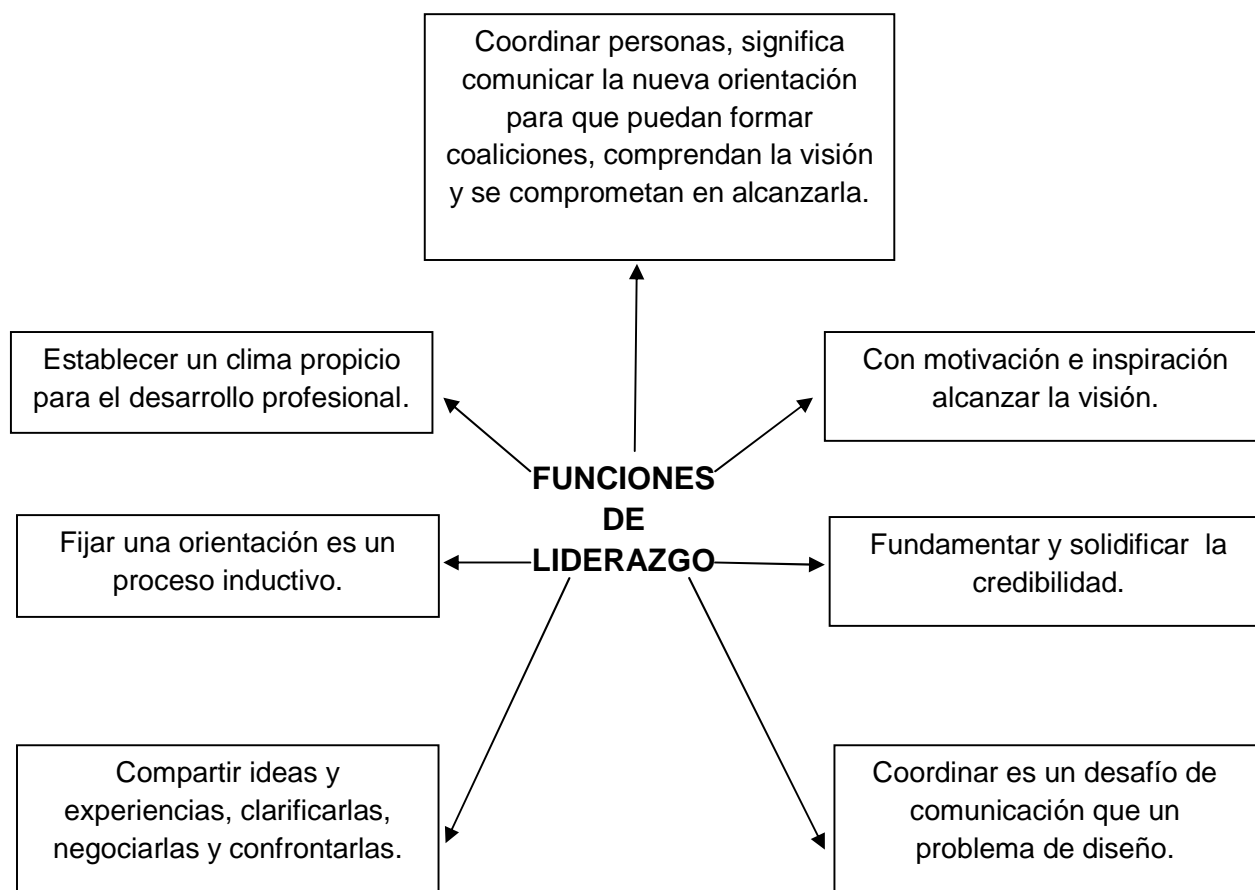 Coordinar personas, significa
comunicar la nueva orientación
para que puedan formar
coaliciones, comprendan la visión
y se comprometan en alcanzarla.
Establecer un clima propicio
para el desarrollo profesional.
Con motivación e inspiración
alcanzar la visión.
FUNCIONES
DE
LIDERAZGO
Fijar una orientación es un
proceso inductivo.
Fundamentar y solidificar  la
credibilidad.
Compartir ideas y
experiencias, clarificarlas,
negociarlas y confrontarlas.
Coordinar es un desafío de
comunicación que un
problema de diseño.